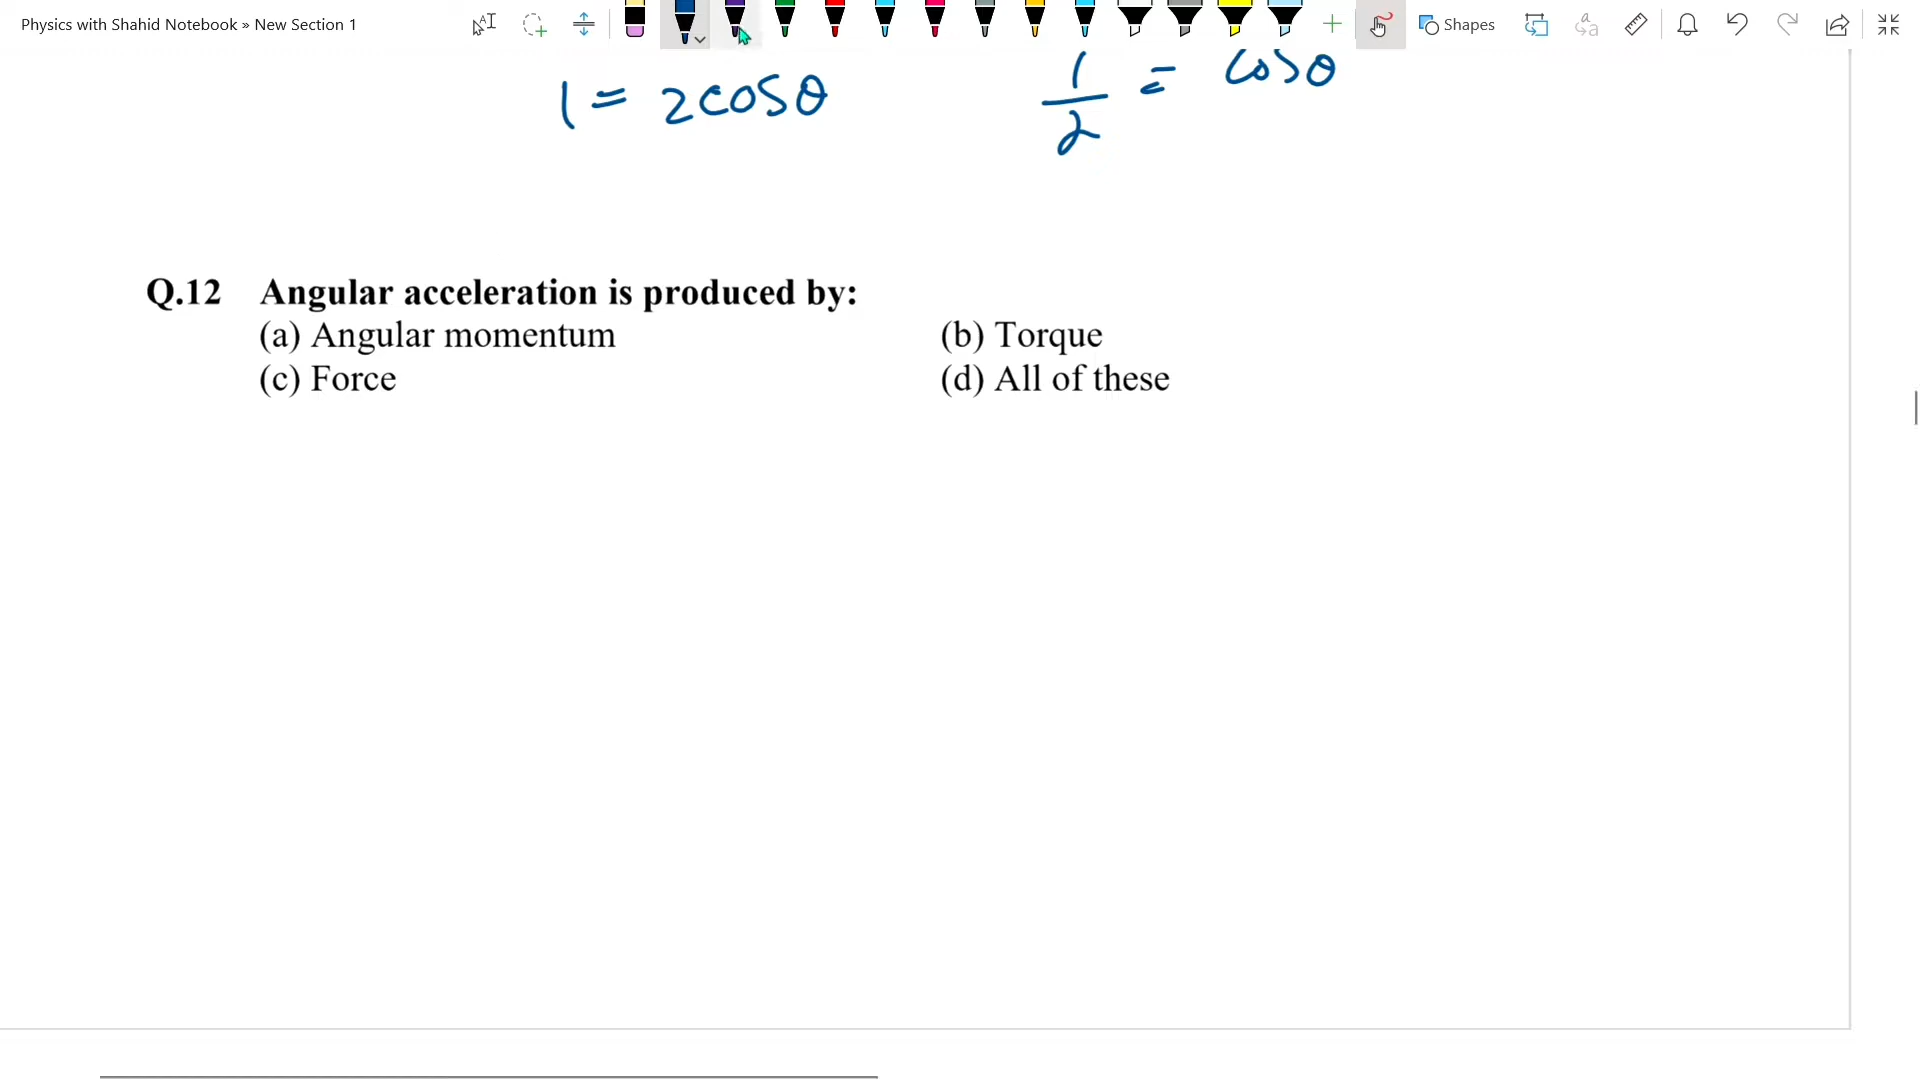 Physics with Shahid Notebook » New Section 1
Shapes
1 = 2cosθ
1/2 = cosθ
Q.12 Angular acceleration is produced by:
(a) Angular momentum (b) Torque
(c) Force (d) All of these